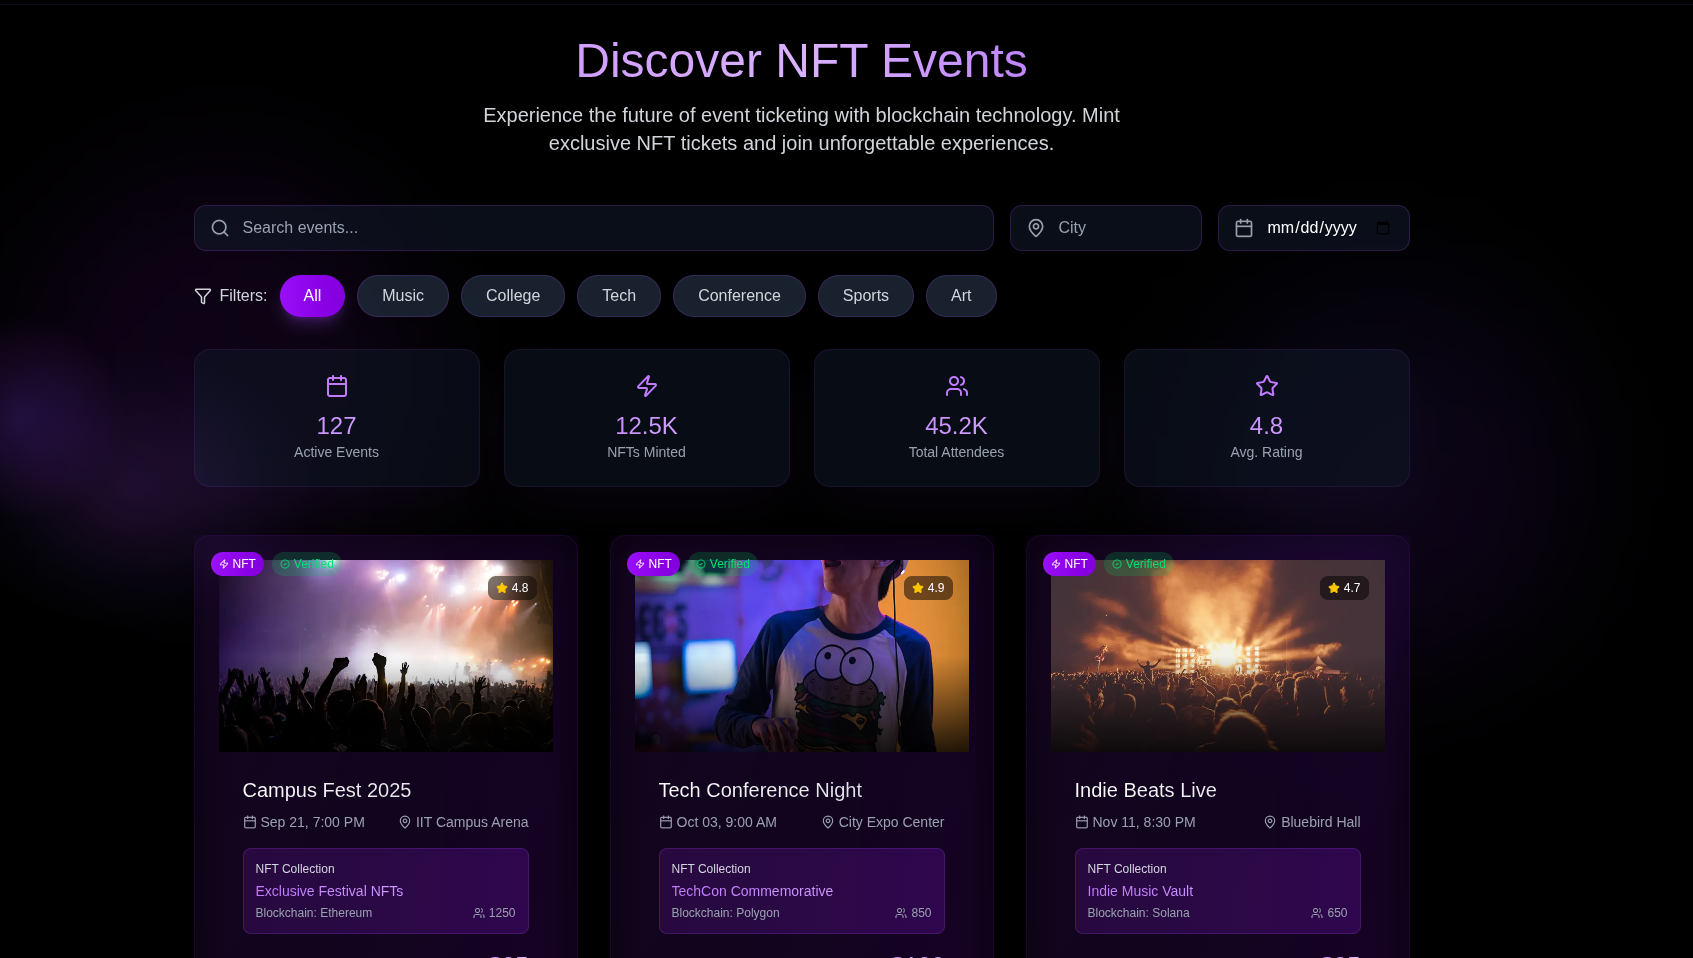 Discover NFT Events
Experience the future of event ticketing with blockchain technology. Mint
exclusive NFT tickets and join unforgettable experiences.
Search events...
City
mm/dd/yyyy
Filters:
All
Music
College
Tech
Conference
Sports
Art
127
Active Events
12.5K
NFTs Minted
45.2K
Total Attendees
4.8
Avg. Rating
NFT
Verified
4.8
Campus Fest 2025
Sep 21, 7:00 PM
IIT Campus Arena
NFT Collection
Exclusive Festival NFTs
Blockchain: Ethereum
1250
NFT
Verified
4.9
Tech Conference Night
Oct 03, 9:00 AM
City Expo Center
NFT Collection
TechCon Commemorative
Blockchain: Polygon
850
NFT
Verified
4.7
Indie Beats Live
Nov 11, 8:30 PM
Bluebird Hall
NFT Collection
Indie Music Vault
Blockchain: Solana
650